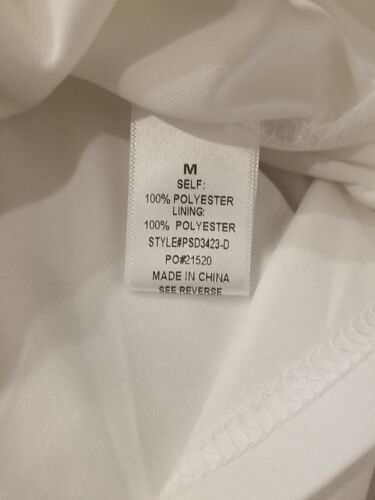 M
SELF:
100% POLYESTER
LINING:
100% POLYESTER
STYLE#PSD3423-D
PO#21520
MADE IN CHINA
SEE REVERSE